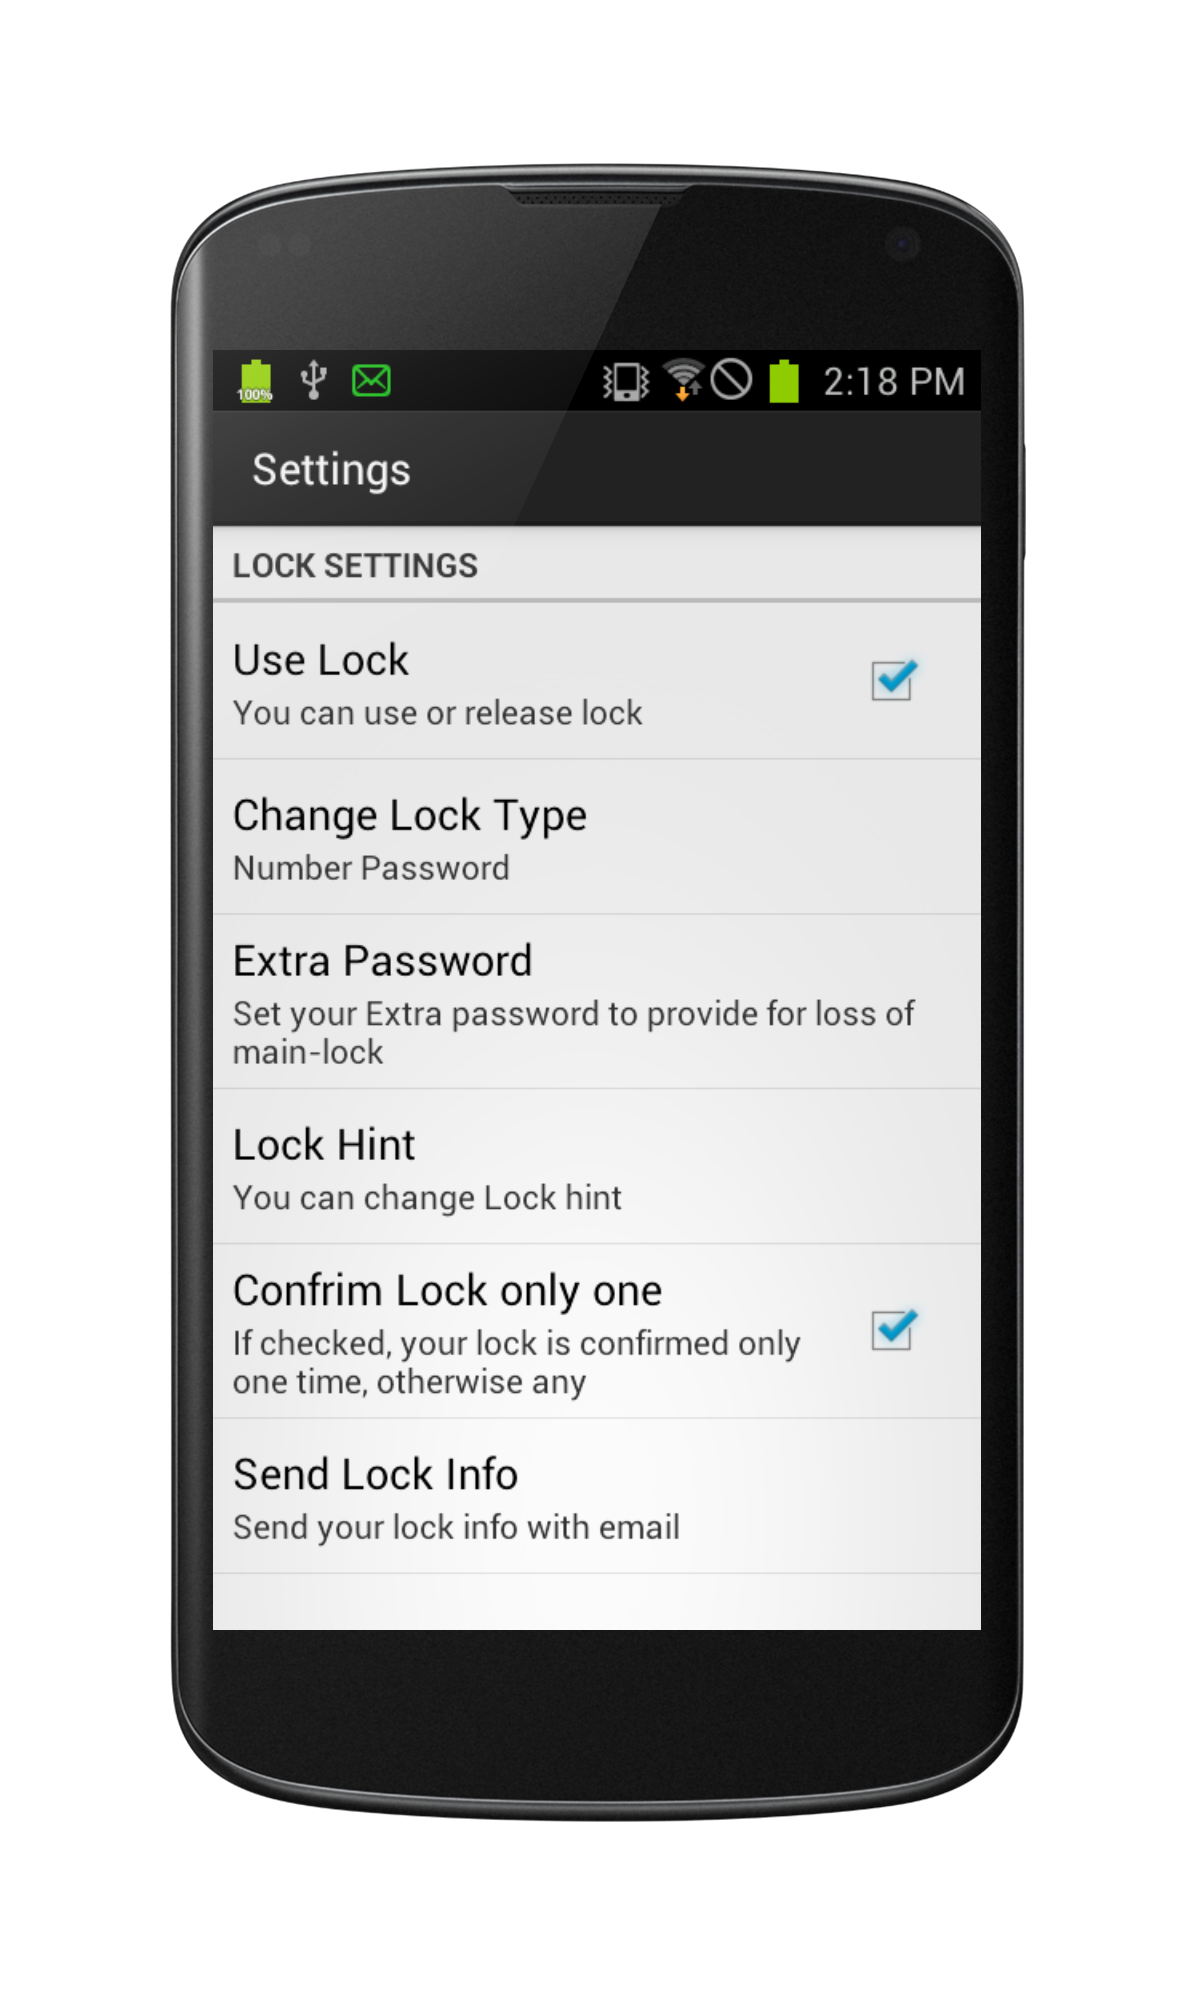 100%
2:18 PM
Settings
LOCK SETTINGS
Use Lock
You can use or release lock
Change Lock Type
Number Password
Extra Password
Set your Extra password to provide for loss of
main-lock
Lock Hint
You can change Lock hint
Confrim Lock only one
If checked, your lock is confirmed only
one time, otherwise any
Send Lock Info
Send your lock info with email